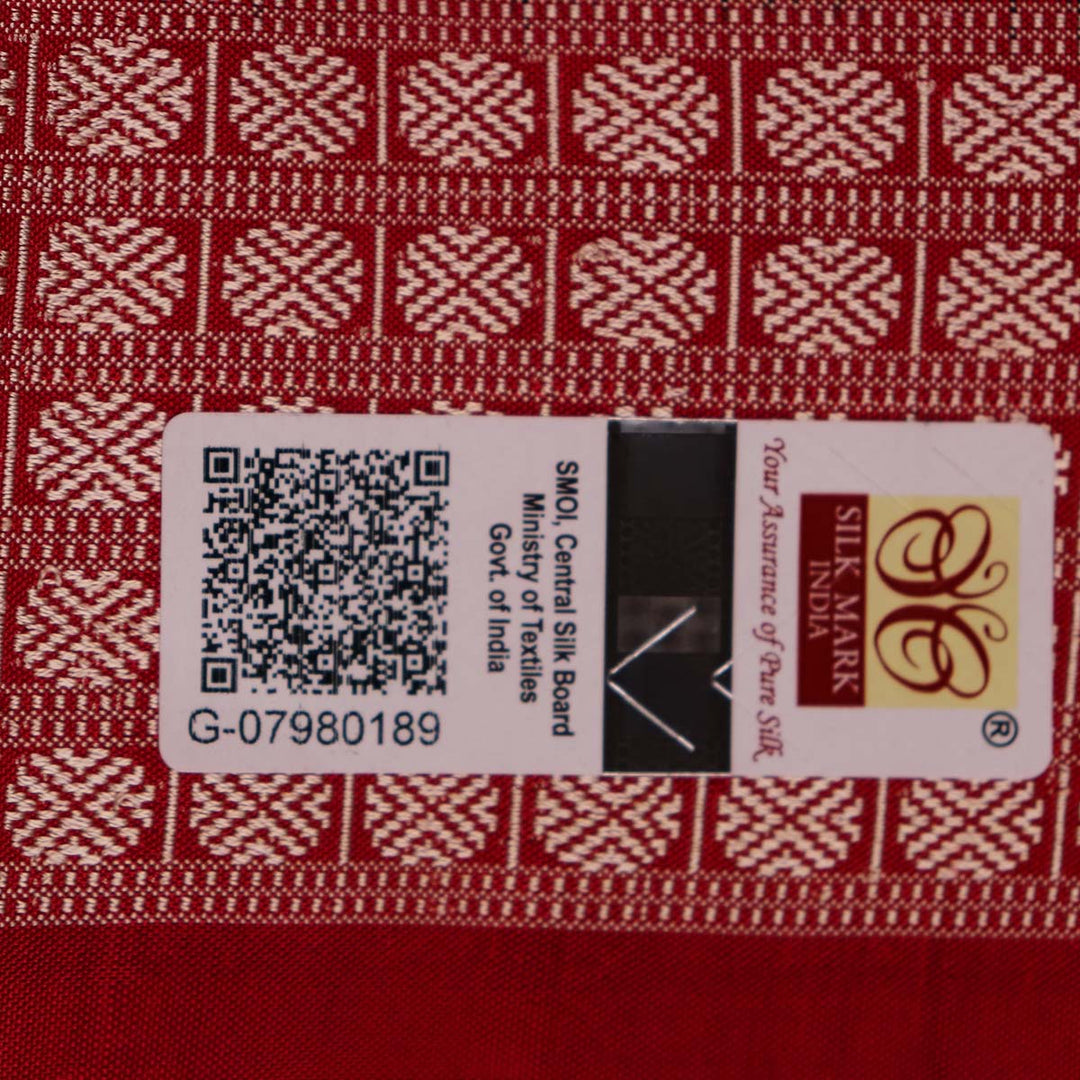 G-07980189
SMOI, Central Silk Board
Ministry of Textiles
Govt. of India
Your Assurance of Pure Silk
SILK MARK
INDIA
®